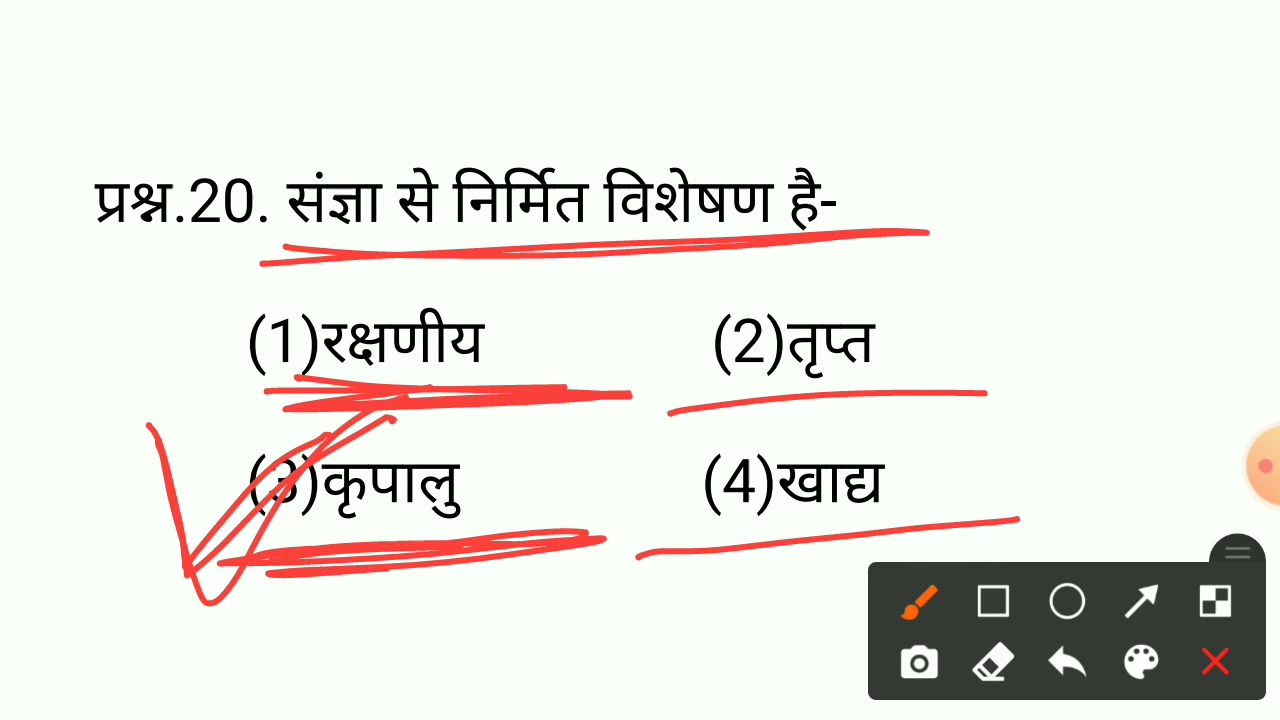 प्रश्न.20. संज्ञा से निर्मित विशेषण है-
(1)रक्षणीय (2)तृप्त
(3)कृपालु (4)खाद्य